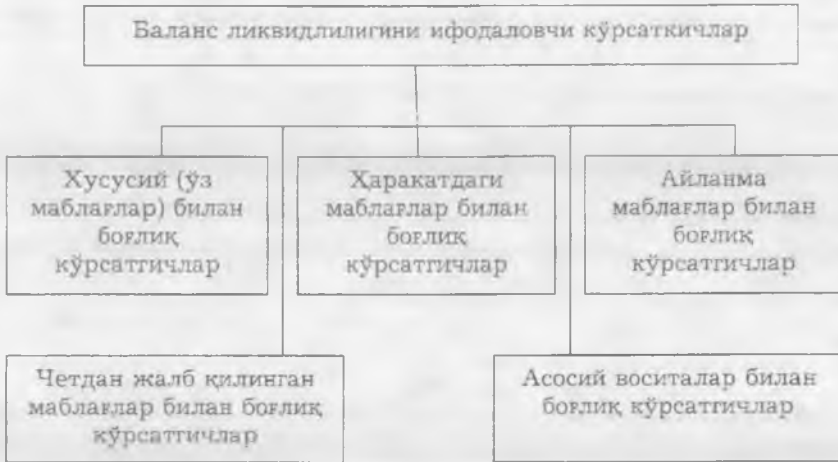 Баланс ликвидлилигини ифодаловчи кўрсаткичлар
Хусусий (ўз
маблағлар) билан
боғлиқ
кўрсатгичлар
Ҳаракатдаги
маблағлар билан
боғлиқ
кўрсатгичлар
Айланма
маблағлар билан
боғлиқ
кўрсатгичлар
Четдан жалб қилинган
маблағлар билан боғлиқ
кўрсатгичлар
Асосий воситалар билан
боғлиқ кўрсатгичлар